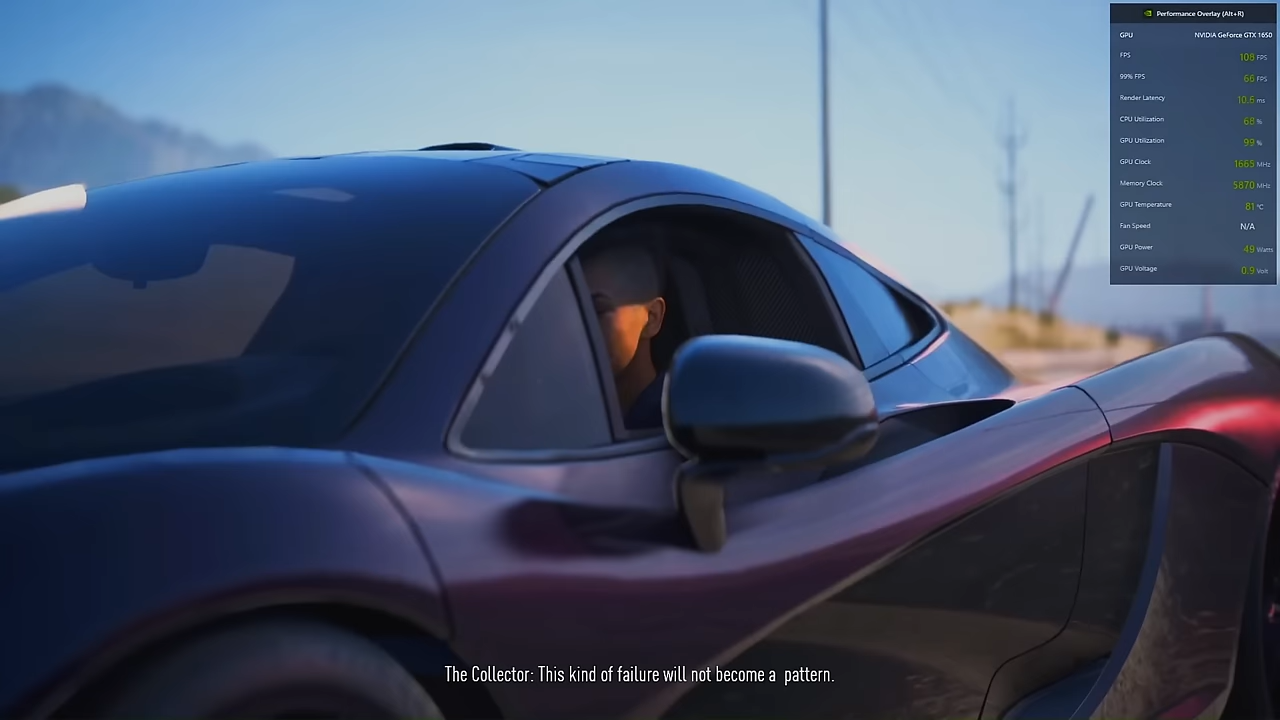 Performance Overlay (Alt+R)
GPU NVIDIA GeForce GTX 1650
FPS 108 FPS
99% FPS 66 FPS
Render Latency 10.6 ms
CPU Utilization 68 %
GPU Utilization 99 %
GPU Clock 1665 MHz
Memory Clock 5870 MHz
GPU Temperature 81 °C
Fan Speed N/A
GPU Power 49 Watts
GPU Voltage 0.9 Volt
The Collector: This kind of failure will not become a  pattern.